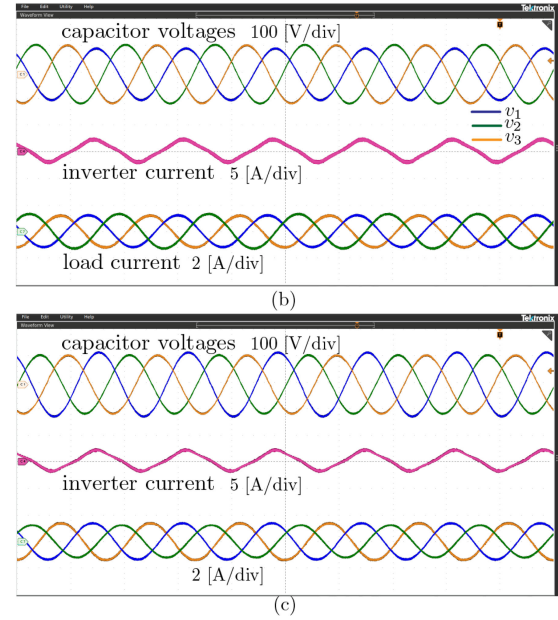 File Edit Utility Help
Tektronix
Waveform View
capacitor voltages 100 [V/div]
v1
v2
v3
inverter current 5 [A/div]
load current 2 [A/div]
(b)
File Edit Utility Help
Tektronix
Waveform View
capacitor voltages 100 [V/div]
inverter current 5 [A/div]
2 [A/div]
(c)